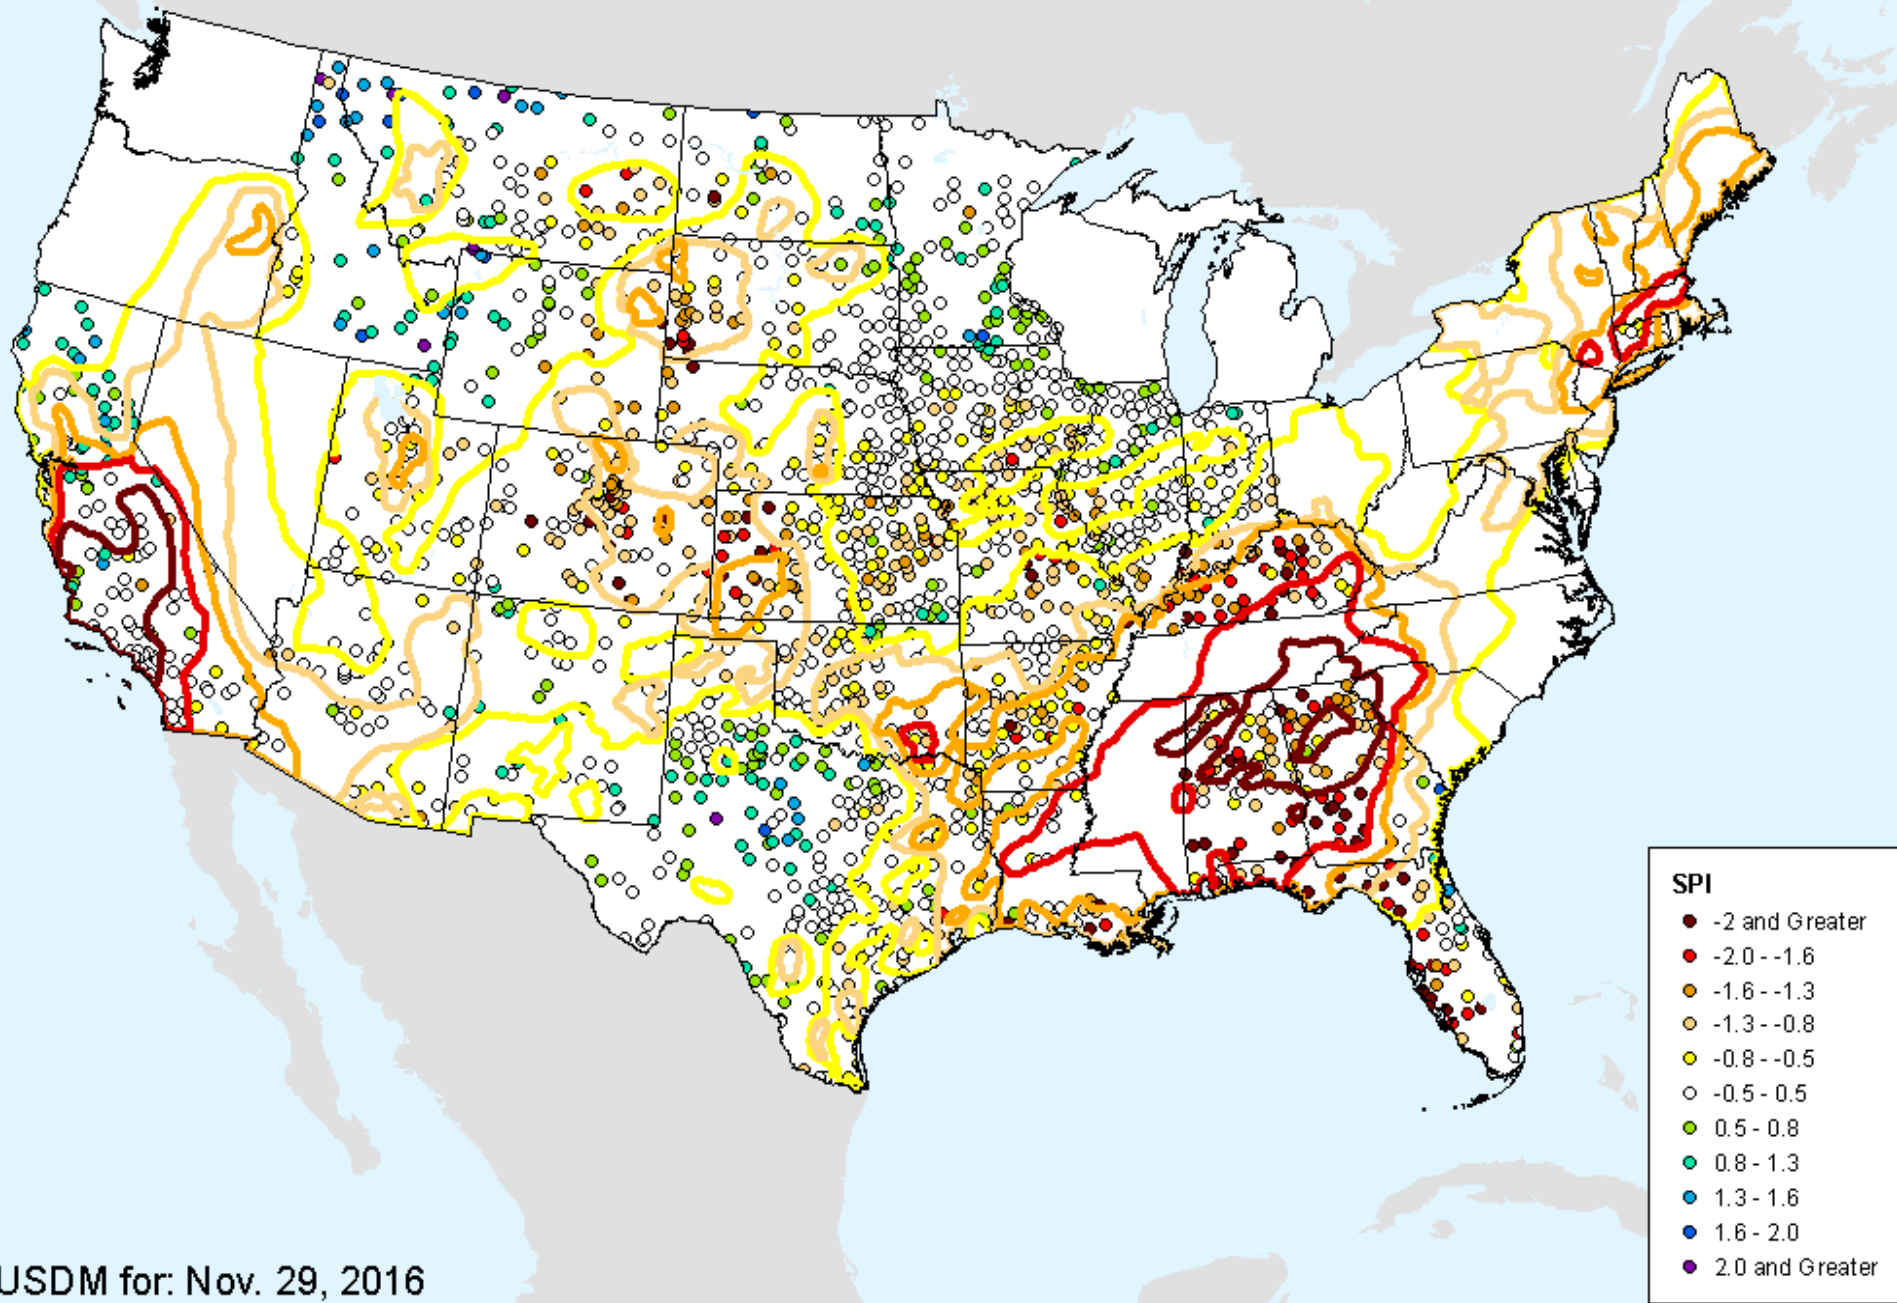 SPI
-2 and Greater
-2.0 - -1.6
-1.6 - -1.3
-1.3 - -0.8
-0.8 - -0.5
-0.5 - 0.5
0.5 - 0.8
0.8 - 1.3
1.3 - 1.6
1.6 - 2.0
2.0 and Greater
USDM for: Nov. 29, 2016